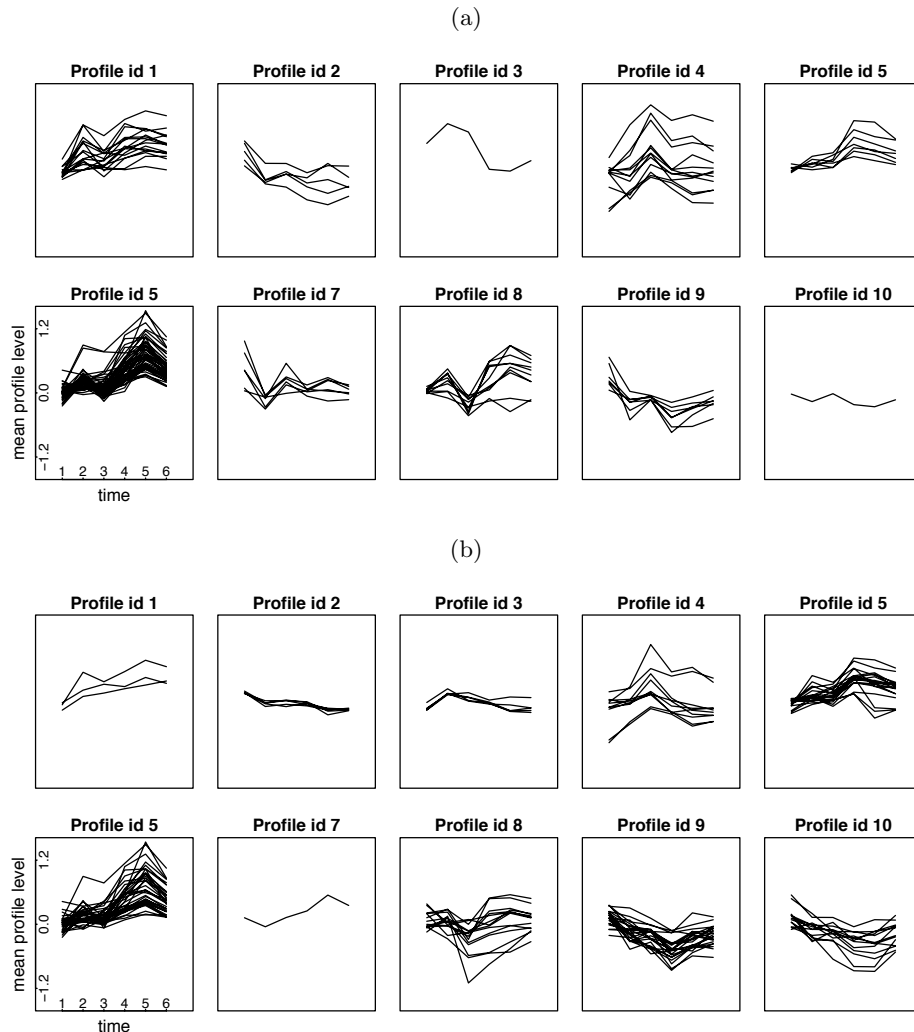 (a)
Profile id 1 Profile id 2 Profile id 3 Profile id 4 Profile id 5
Profile id 5 Profile id 7 Profile id 8 Profile id 9 Profile id 10
mean profile level
1.2
0.0
−1.2
1 2 3 4 5 6
time
(b)
Profile id 1 Profile id 2 Profile id 3 Profile id 4 Profile id 5
Profile id 5 Profile id 7 Profile id 8 Profile id 9 Profile id 10
mean profile level
1.2
0.0
−1.2
1 2 3 4 5 6
time